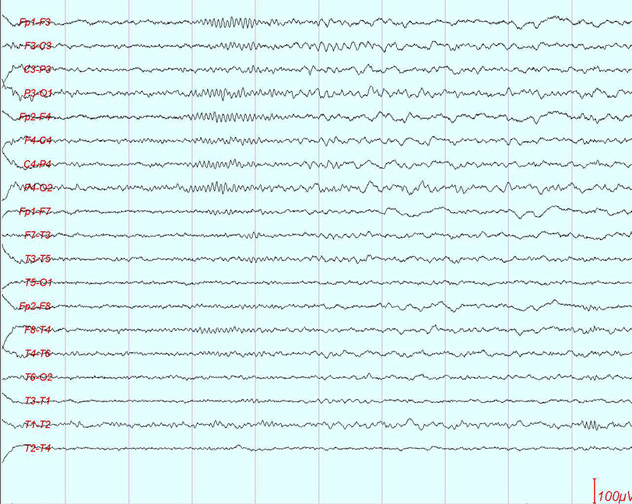 Fp1-F3
F3-C3
C3-P3
P3-O1
Fp2-F4
F4-C4
C4-P4
P4-O2
Fp1-F7
F7-T3
T3-T5
T5-O1
Fp2-F8
F8-T4
T4-T6
T6-O2
T3-T1
T1-T2
T2-T4
100µV